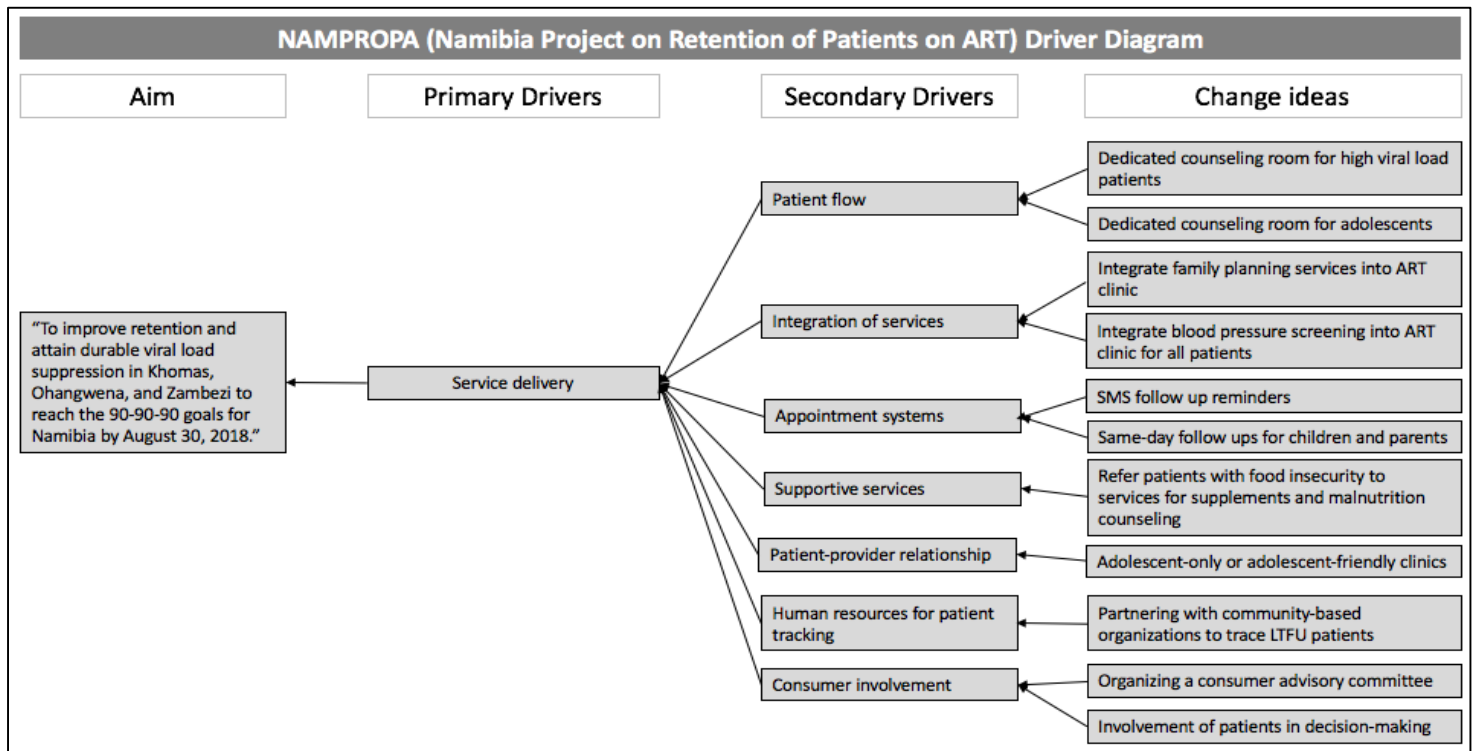 NAMPROPA (Namibia Project on Retention of Patients on ART) Driver Diagram
Aim
Primary Drivers
Secondary Drivers
Change ideas
“To improve retention and
attain durable viral load
suppression in Khomas,
Ohangwena, and Zambezi to
reach the 90-90-90 goals for
Namibia by August 30, 2018.”
Service delivery
Patient flow
Integration of services
Appointment systems
Supportive services
Patient-provider relationship
Human resources for patient
tracking
Consumer involvement
Dedicated counseling room for high viral load
patients
Dedicated counseling room for adolescents
Integrate family planning services into ART
clinic
Integrate blood pressure screening into ART
clinic for all patients
SMS follow up reminders
Same-day follow ups for children and parents
Refer patients with food insecurity to
services for supplements and malnutrition
counseling
Adolescent-only or adolescent-friendly clinics
Partnering with community-based
organizations to trace LTFU patients
Organizing a consumer advisory committee
Involvement of patients in decision-making